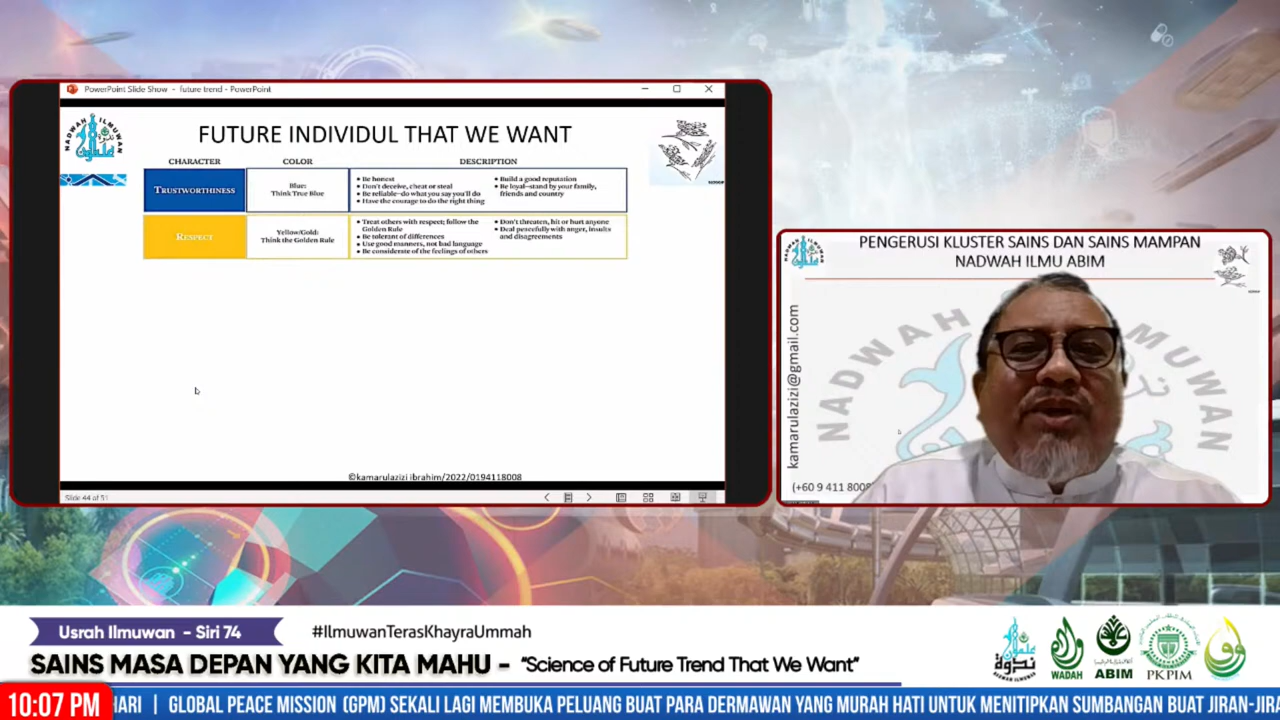 PowerPoint Slide Show - future trend - PowerPoint
NADWAH ILMUWAN
FUTURE INDIVIDUL THAT WE WANT
CHARACTER COLOR DESCRIPTION
TRUSTWORTHINESS
Blue:
Think True Blue
• Be honest
• Don't deceive, cheat or steal
• Be reliable–do what you say you'll do
• Have the courage to do the right thing
• Build a good reputation
• Be loyal–stand by your family,
friends and country
RESPECT
Yellow/Gold:
Think the Golden Rule
• Treat others with respect; follow the
Golden Rule
• Be tolerant of differences
• Use good manners, not bad language
• Be considerate of the feelings of others
• Don't threaten, hit or hurt anyone
• Deal peacefully with anger, insults
and disagreements
©kamarulazizi ibrahim/2022/0194118008
Slide 44 of 51
PENGERUSI KLUSTER SAINS DAN SAINS MAMPAN
NADWAH ILMU ABIM
kamarulazizi@gmail.com
NADWAH MUWAN
(+60 9 411 8008
Usrah Ilmuwan - Siri 74
#IlmuwanTerasKhayraUmmah
SAINS MASA DEPAN YANG KITA MAHU - "Science of Future Trend That We Want"
WADAH
ABIM
PKPIM
10:07 PM
HARI | GLOBAL PEACE MISSION (GPM) SEKALI LAGI MEMBUKA PELUANG BUAT PARA DERMAWAN YANG MURAH HATI UNTUK MENITIPKAN SUMBANGAN BUAT JIRAN-JIRA